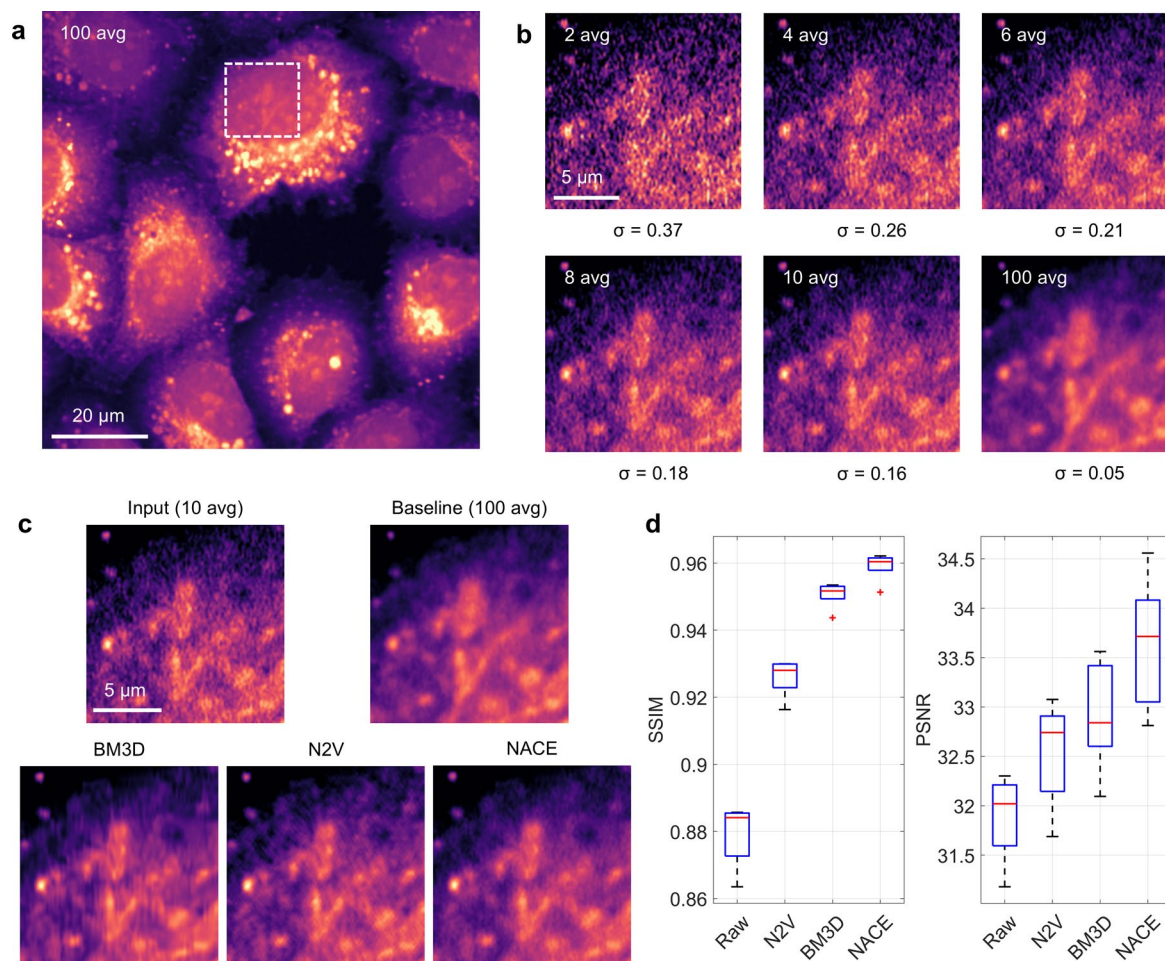 a
100 avg
20 µm
b
2 avg
4 avg
6 avg
5 µm
σ = 0.37
σ = 0.26
σ = 0.21
8 avg
10 avg
100 avg
σ = 0.18
σ = 0.16
σ = 0.05
c
Input (10 avg)
Baseline (100 avg)
5 µm
BM3D
N2V
NACE
d
SSIM
0.96
0.94
0.92
0.9
0.88
0.86
Raw
N2V
BM3D
NACE
PSNR
34.5
34
33.5
33
32.5
32
31.5
Raw
N2V
BM3D
NACE